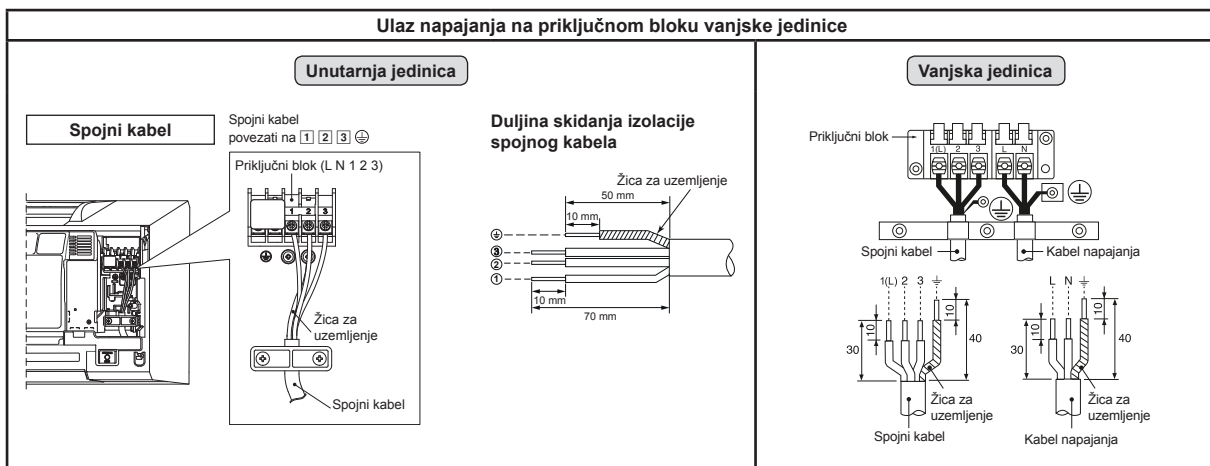 Ulaz napajanja na priključnom bloku vanjske jedinice
Unutarnja jedinica
Spojni kabel
Spojni kabel
povezati na 1 2 3 ⏚
Priključni blok (L N 1 2 3)
1 2 3
Žica za
uzemljenje
Spojni kabel
Duljina skidanja izolacije
spojnog kabela
Žica za uzemljenje
50 mm
10 mm
③
②
①
10 mm
70 mm
Vanjska jedinica
Priključni blok
1(L) 2 3 L N
Spojni kabel
Kabel napajanja
1(L) 2 3
10
10
30
40
Žica za
uzemljenje
Spojni kabel
L N
10
10
30
40
Žica za
uzemljenje
Kabel napajanja